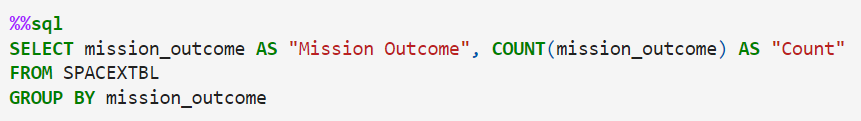 %%sql
SELECT mission_outcome AS "Mission Outcome", COUNT(mission_outcome) AS "Count"
FROM SPACEXTBL
GROUP BY mission_outcome